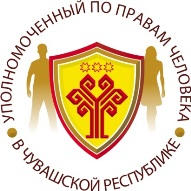 УПОЛНОМОЧЕННЫЙ ПО ПРАВАМ ЧЕЛОВЕКА
• В ЧУВАШСКОЙ РЕСПУБЛИКЕ •